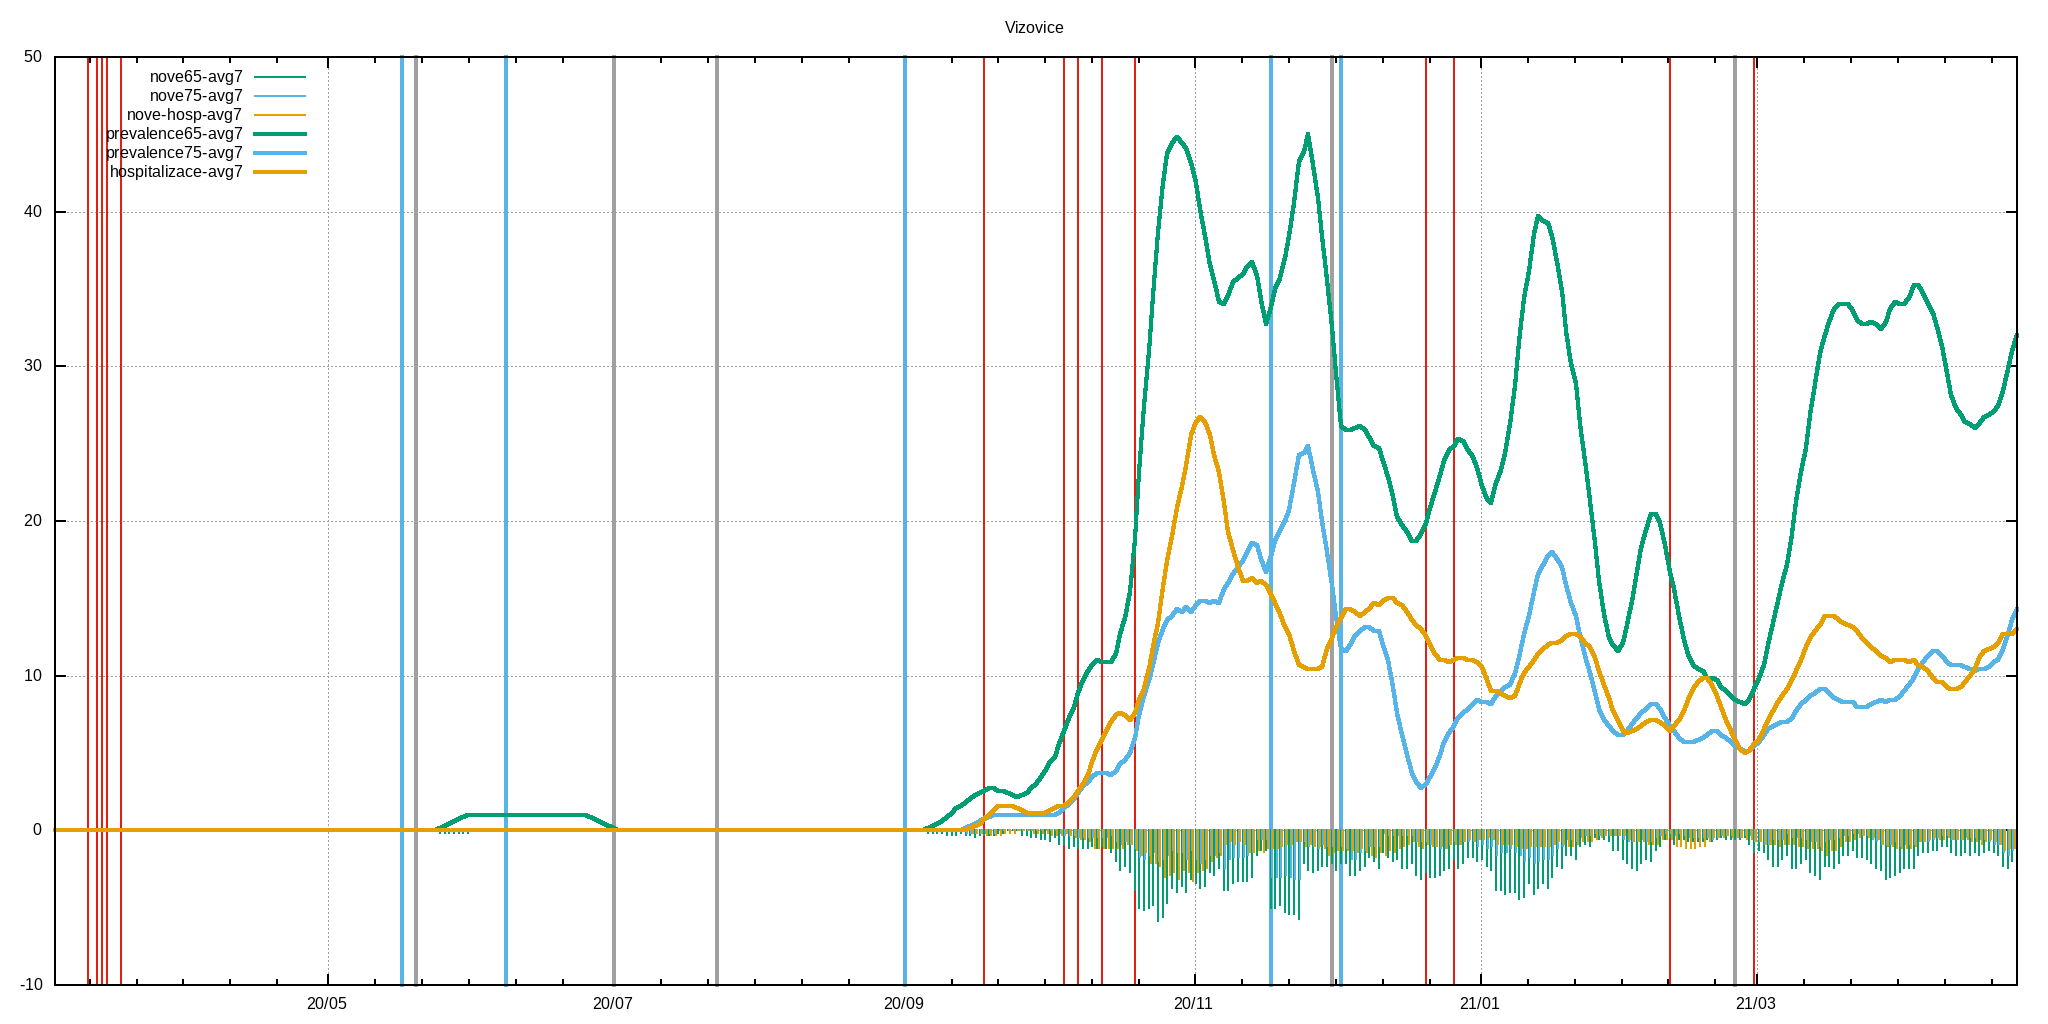 Vizovice
50
nove65-avg7
nove75-avg7
nove-hosp-avg7
prevalence65-avg7
prevalence75-avg7
hospitalizace-avg7
40
30
20
10
0
-10
20/05
20/07
20/09
20/11
21/01
21/03